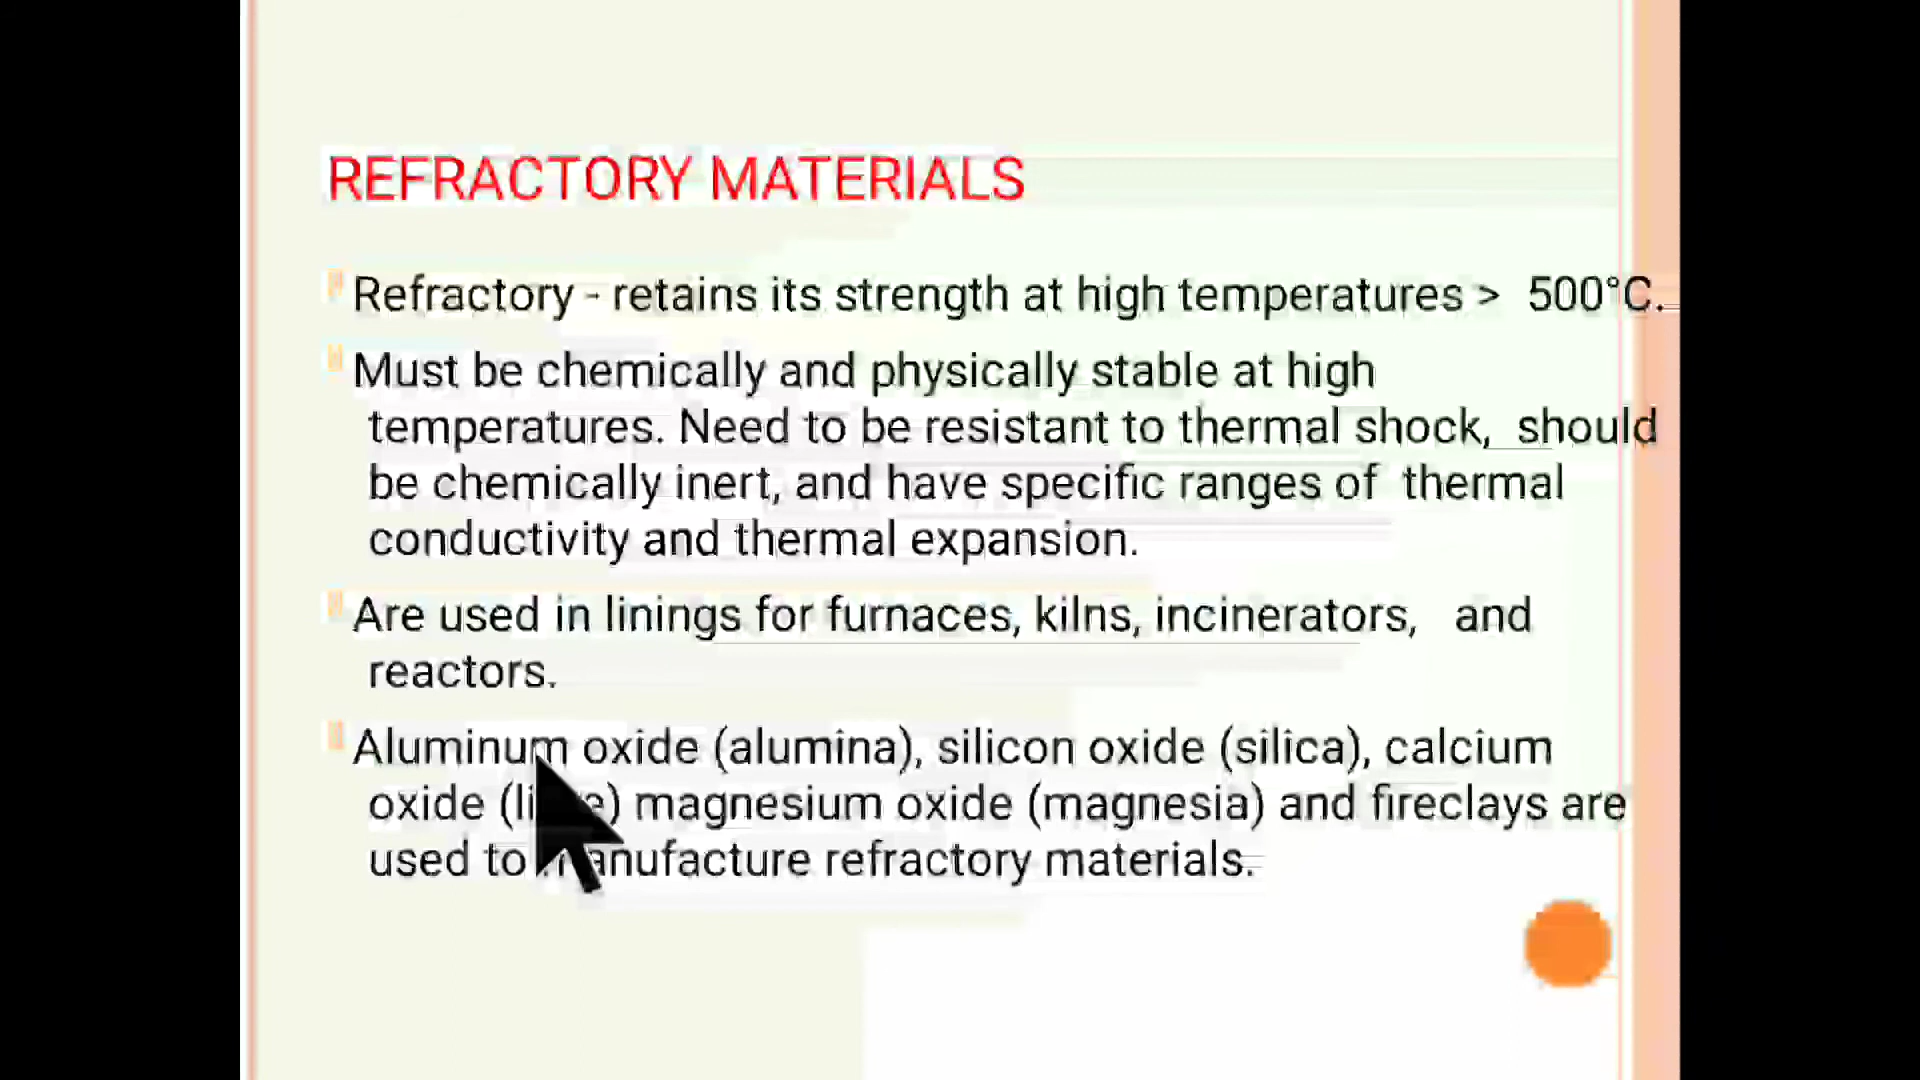 REFRACTORY MATERIALS
Refractory - retains its strength at high temperatures > 500°C.
Must be chemically and physically stable at high
temperatures. Need to be resistant to thermal shock, should
be chemically inert, and have specific ranges of thermal
conductivity and thermal expansion.
Are used in linings for furnaces, kilns, incinerators, and
reactors.
Aluminum oxide (alumina), silicon oxide (silica), calcium
oxide (lime) magnesium oxide (magnesia) and fireclays are
used to manufacture refractory materials.